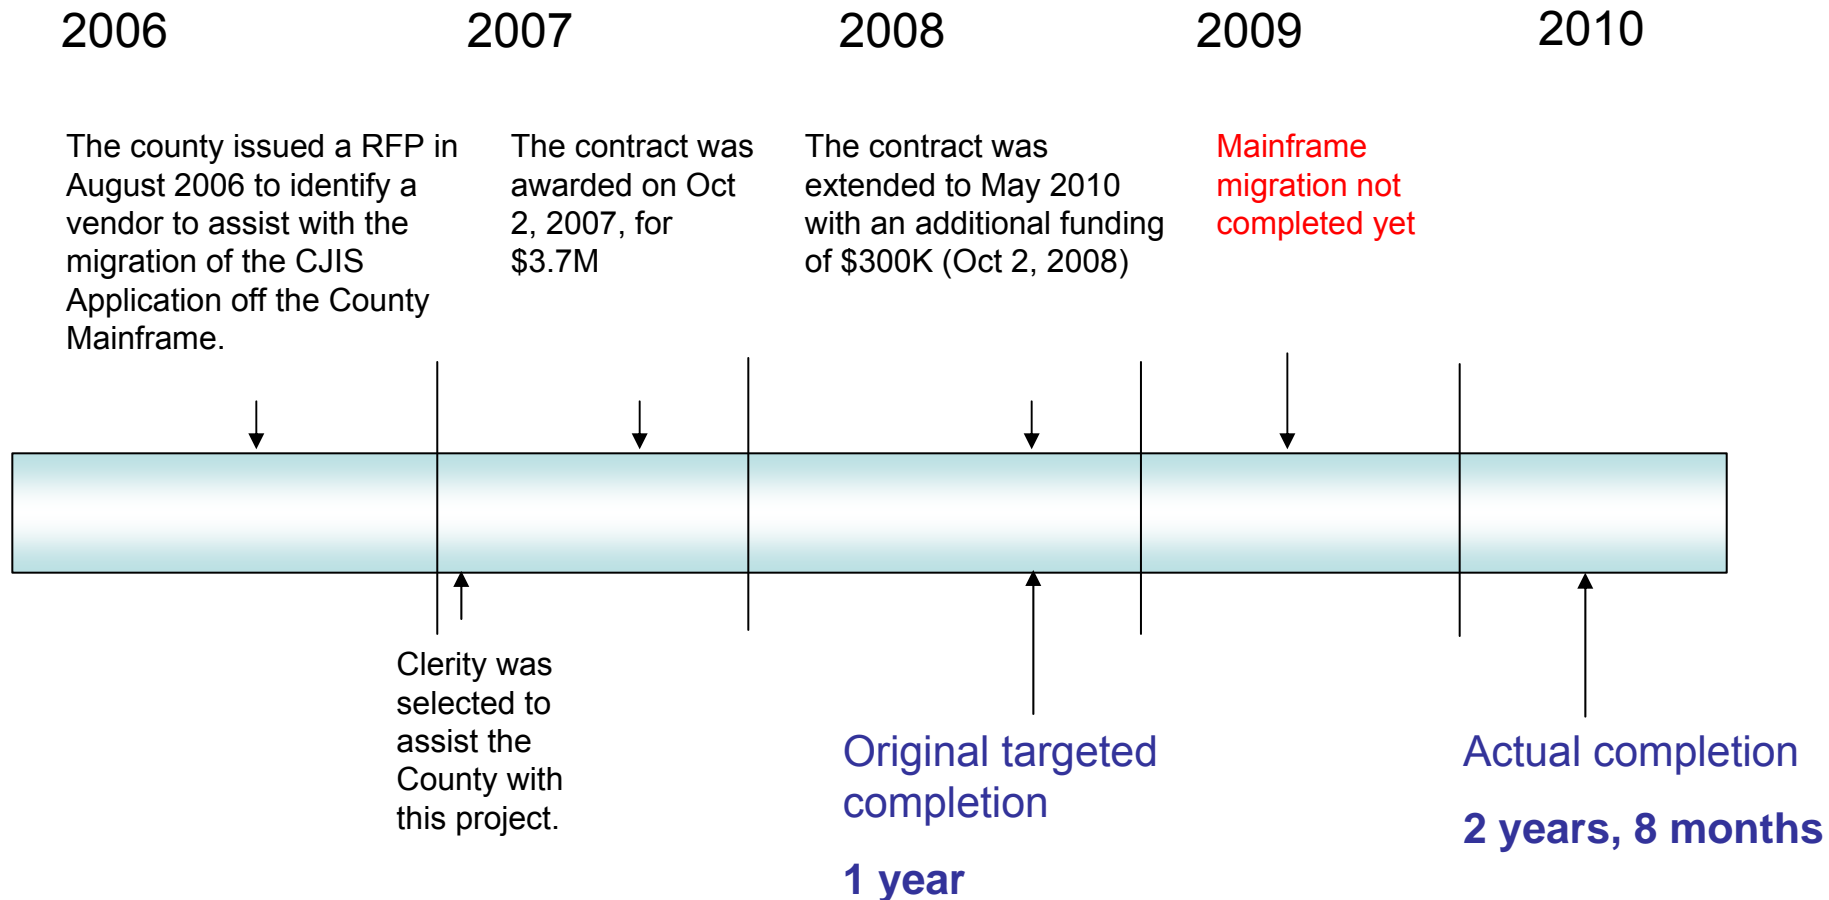 2006
2007
2008
2009
2010
The county issued a RFP in
August 2006 to identify a
vendor to assist with the
migration of the CJIS
Application off the County
Mainframe.
The contract was
awarded on Oct
2, 2007, for
$3.7M
The contract was
extended to May 2010
with an additional funding
of $300K (Oct 2, 2008)
Mainframe
migration not
completed yet
Clerity was
selected to
assist the
County with
this project.
Original targeted
completion
1 year
Actual completion
2 years, 8 months